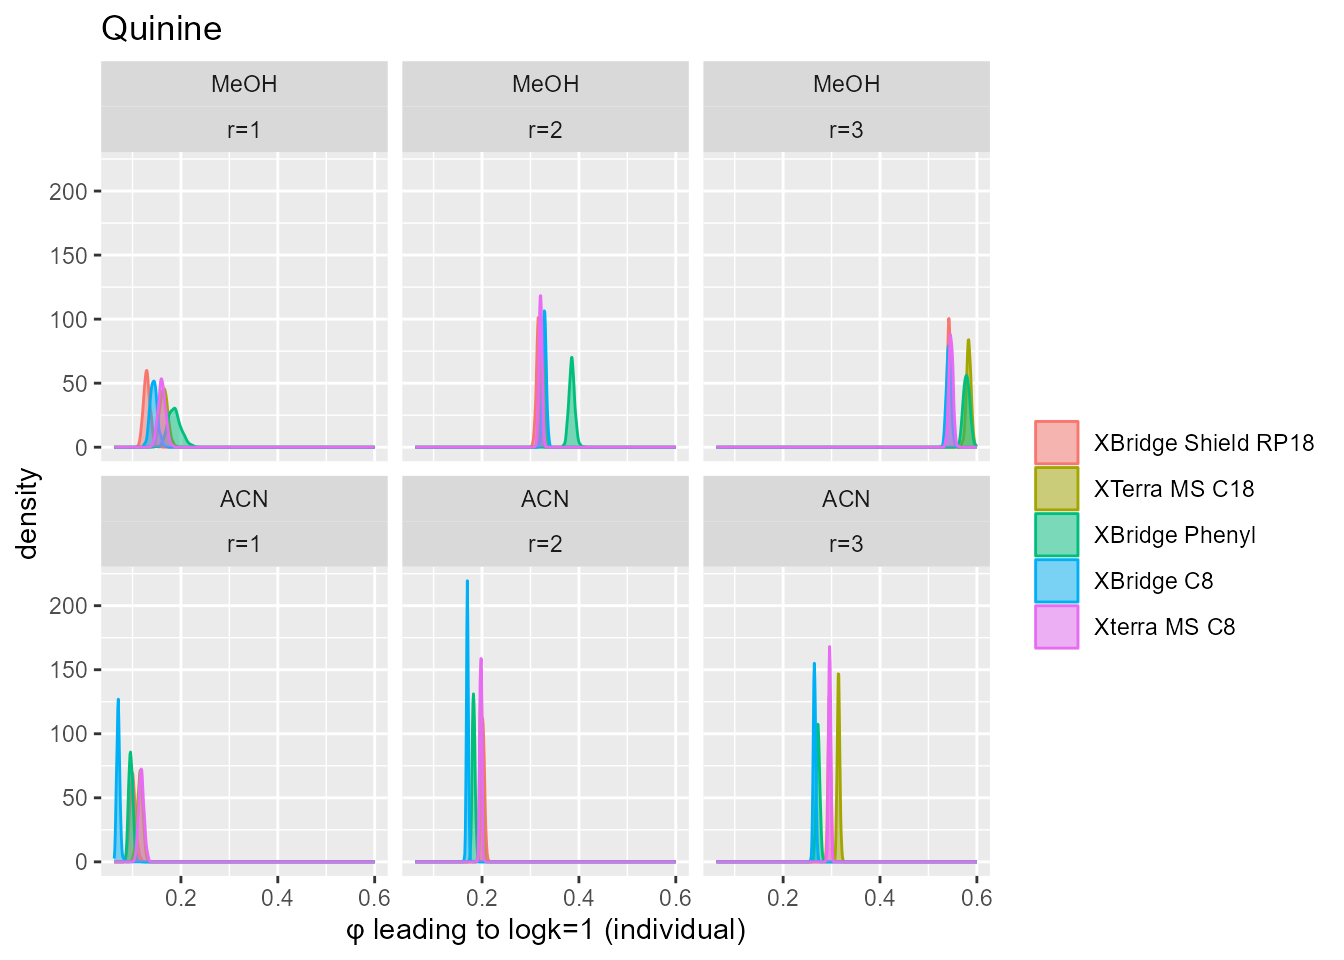 Quinine
MeOH
MeOH
MeOH
r=1
r=2
r=3
200
150
100
50
0
ACN
ACN
ACN
r=1
r=2
r=3
200
150
100
50
0
0.2
0.4
0.6
0.2
0.4
0.6
0.2
0.4
0.6
φ leading to logk=1 (individual)
density
XBridge Shield RP18
XTerra MS C18
XBridge Phenyl
XBridge C8
Xterra MS C8